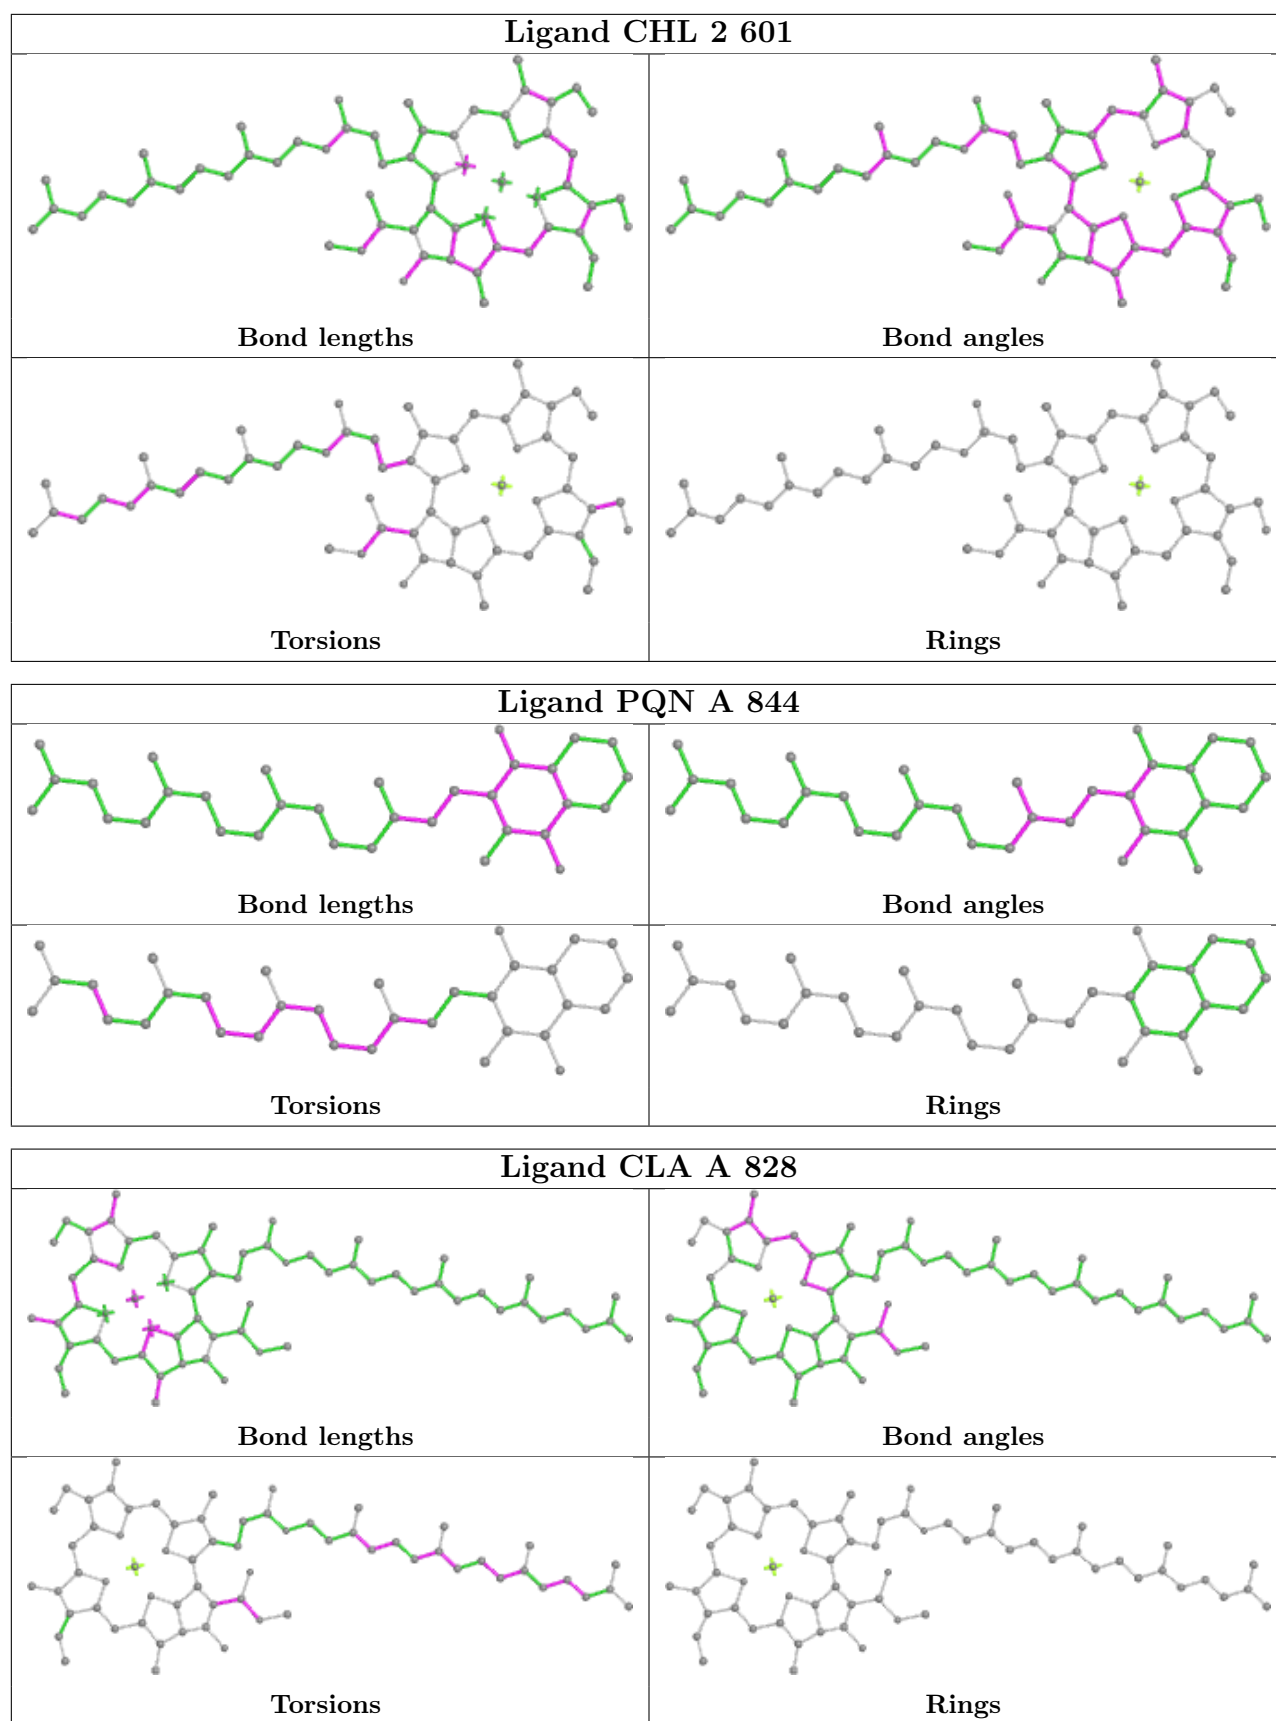 Ligand CHL 2 601
Bond lengths
Bond angles
Torsions
Rings
Ligand PQN A 844
Bond lengths
Bond angles
Torsions
Rings
Ligand CLA A 828
Bond lengths
Bond angles
Torsions
Rings